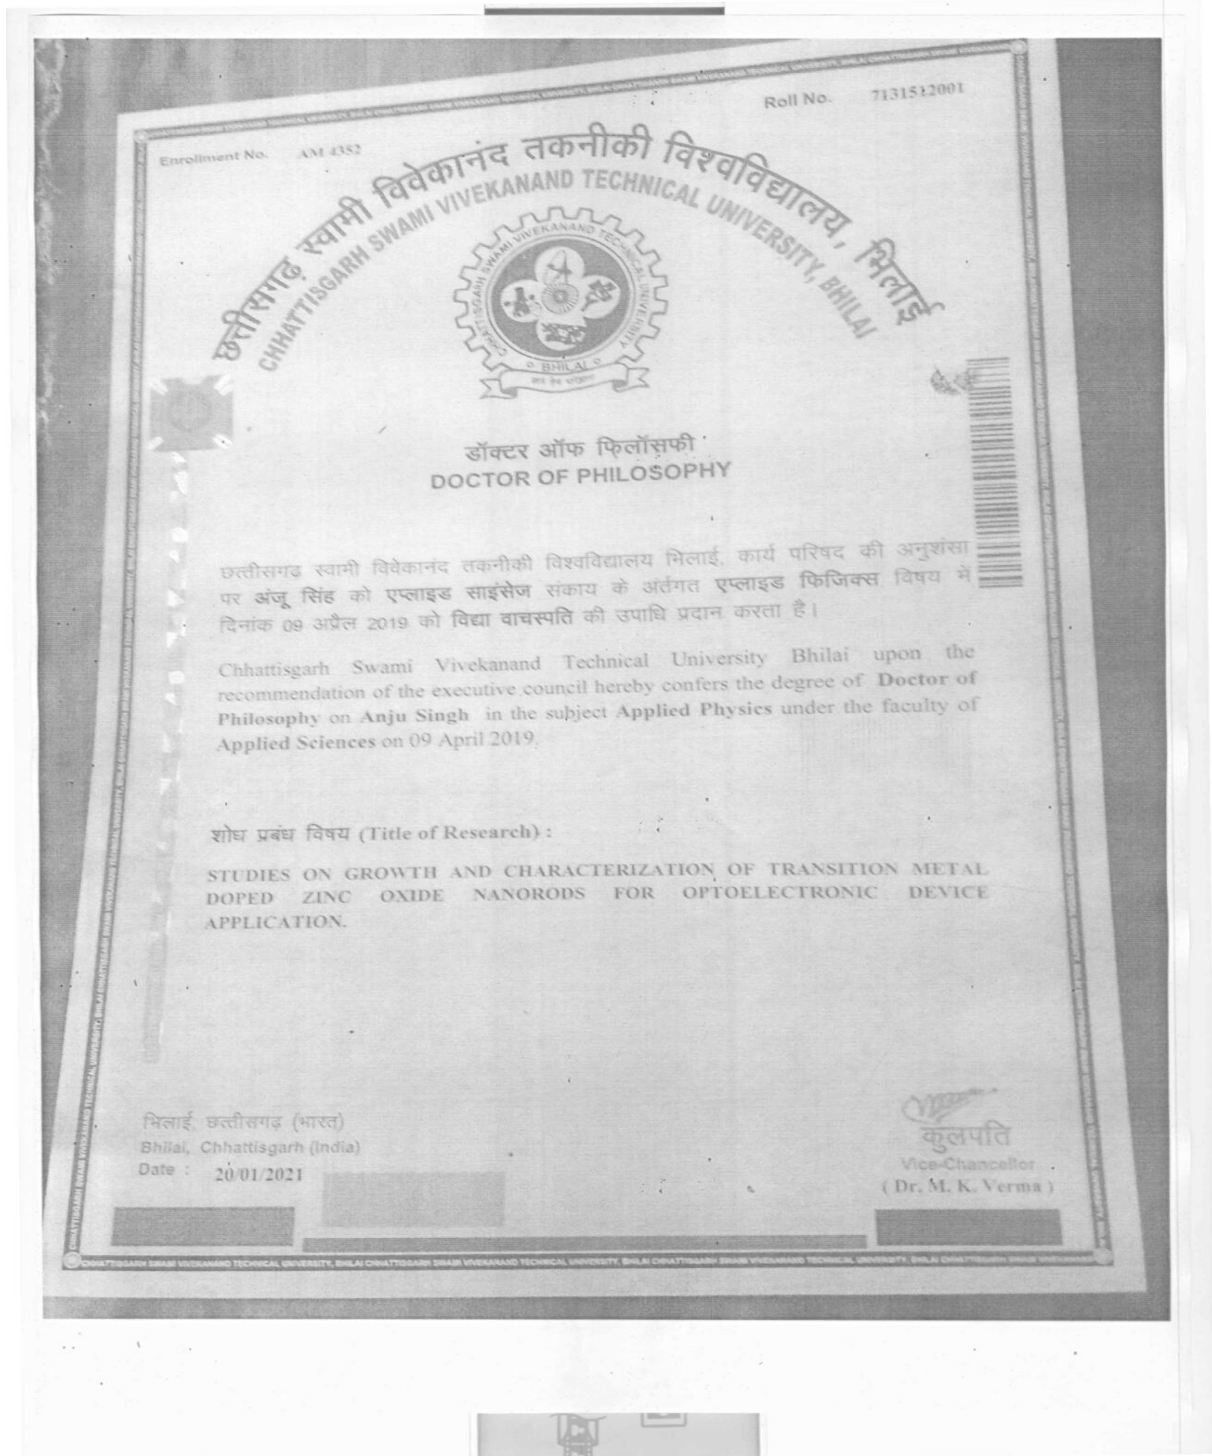 Enrollment No. AM 4352
Roll No. 7131512001
छत्तीसगढ़ स्वामी विवेकानंद तकनीकी विश्वविद्यालय, भिलाई
CHHATTISGARH SWAMI VIVEKANAND TECHNICAL UNIVERSITY, BHILAI
CHHATTISGARH SWAMI VIVEKANAND TECHNICAL UNIVERSITY
BHILAI
डॉक्टर ऑफ फिलॉसफी
DOCTOR OF PHILOSOPHY
छत्तीसगढ स्वामी विवेकानंद तकनीकी विश्वविद्यालय भिलाई, कार्य परिषद की अनुशंसा
पर अंजू सिंह को एप्लाइड साइंसेज संकाय के अंर्तगत एप्लाइड फिजिक्स विषय में
दिनांक 09 अप्रैल 2019 को विद्या वाचस्पति की उपाधि प्रदान करता है।
Chhattisgarh Swami Vivekanand Technical University Bhilai upon the
recommendation of the executive council hereby confers the degree of Doctor of
Philosophy on Anju Singh in the subject Applied Physics under the faculty of
Applied Sciences on 09 April 2019.
शोध प्रबंध विषय (Title of Research) :
STUDIES ON GROWTH AND CHARACTERIZATION OF TRANSITION METAL
DOPED ZINC OXIDE NANORODS FOR OPTOELECTRONIC DEVICE
APPLICATION.
भिलाई, छत्तीसगढ़ (भारत)
Bhilai, Chhattisgarh (India)
Date : 20/01/2021
कुलपति
Vice-Chancellor
( Dr. M. K. Verma )